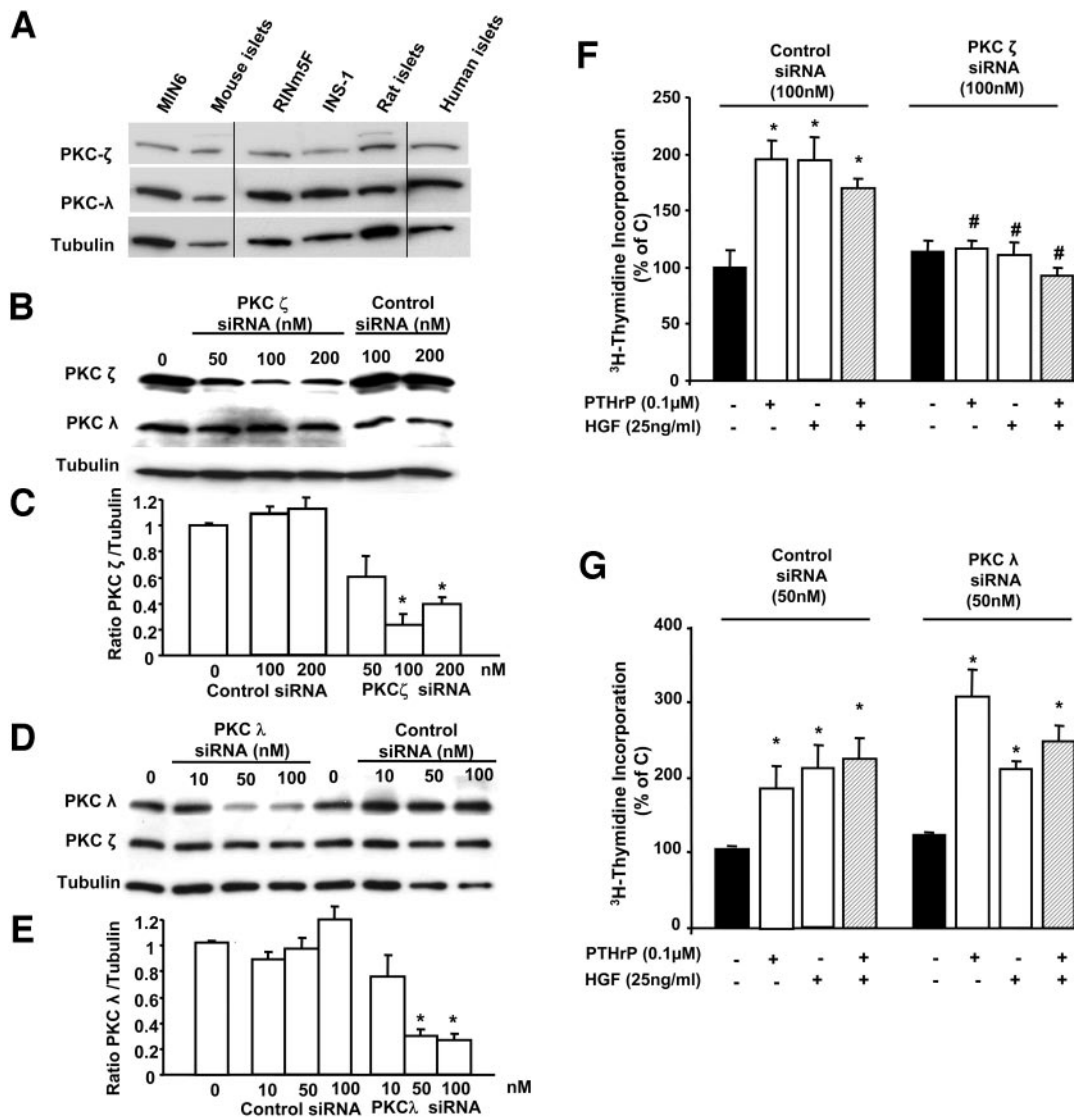 A
MIN6
Mouse islets
RINm5F
INS-1
Rat islets
Human islets
PKC-ζ
PKC-λ
Tubulin
B
PKC ζ
siRNA (nM)
Control
siRNA (nM)
0 50 100 200 100 200
PKC ζ
PKC λ
Tubulin
C
Ratio PKC ζ /Tubulin
1.2
1
0.8
0.6
0.4
0.2
0
* *
0 100 200 50 100 200 nM
Control siRNA PKCζ siRNA
D
PKC λ
siRNA (nM)
Control
siRNA (nM)
0 10 50 100 0 10 50 100
PKC λ
PKC ζ
Tubulin
E
Ratio PKC λ /Tubulin
1.2
1
0.8
0.6
0.4
0.2
0
* *
0 10 50 100 10 50 100 nM
Control siRNA PKCλ siRNA
F
Control
siRNA
(100nM)
PKC ζ
siRNA
(100nM)
³H-Thymidine Incorporation
(% of C)
250
200
150
100
50
0
* * * # # #
PTHrP (0.1μM) - + - + - + - +
HGF (25ng/ml) - - + + - - + +
G
Control
siRNA
(50nM)
PKC λ
siRNA
(50nM)
³H-Thymidine Incorporation
(% of C)
400
300
200
100
0
* * * * * *
PTHrP (0.1μM) - + - + - + - +
HGF (25ng/ml) - - + + - - + +